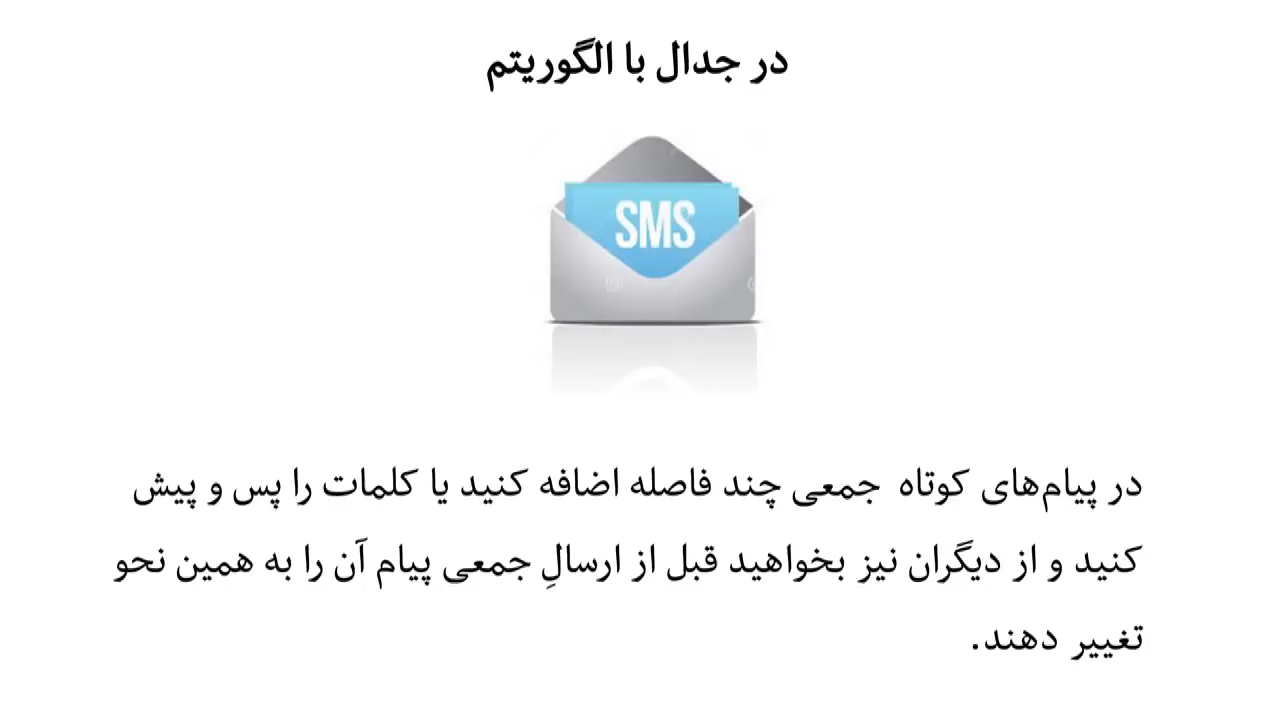 در جدال با الگوریتم
SMS
در پیام‌های کوتاه جمعی چند فاصله اضافه کنید یا کلمات را پس و پیش
کنید و از دیگران نیز بخواهید قبل از ارسالِ جمعی پیام آن را به همین نحو
تغییر دهند.